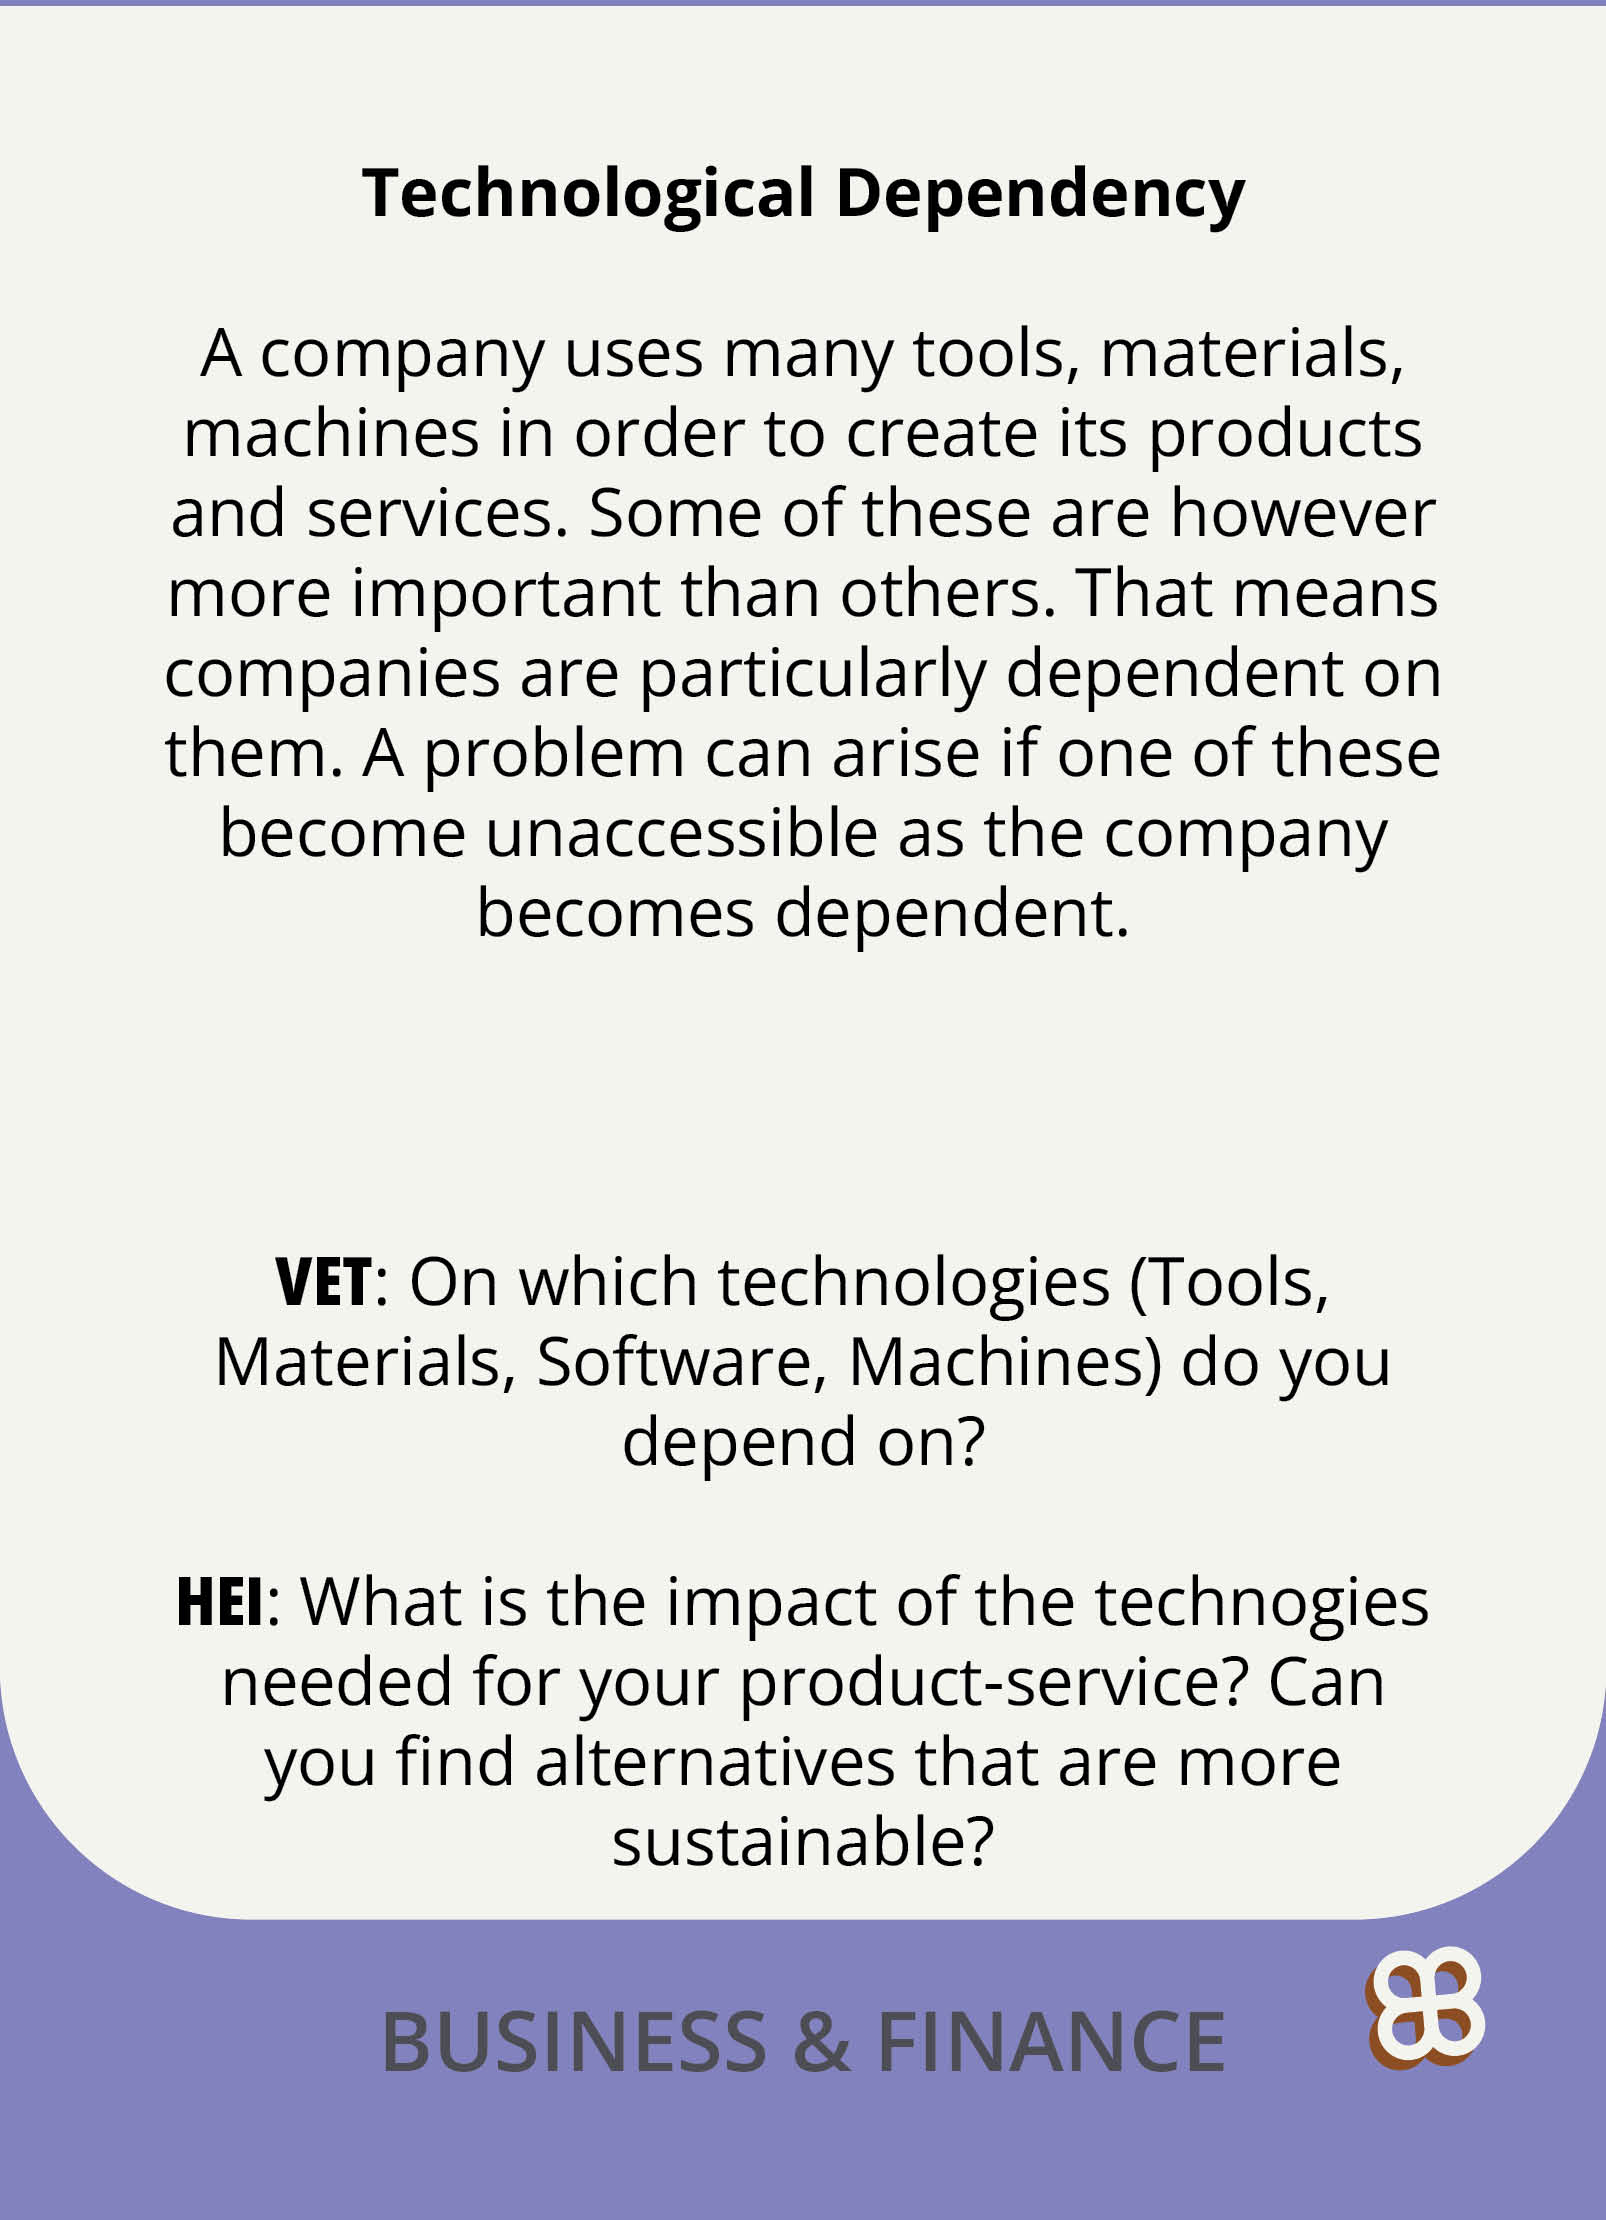 Technological Dependency
A company uses many tools, materials,
machines in order to create its products
and services. Some of these are however
more important than others. That means
companies are particularly dependent on
them. A problem can arise if one of these
become unaccessible as the company
becomes dependent.
VET: On which technologies (Tools,
Materials, Software, Machines) do you
depend on?
HEI: What is the impact of the technogies
needed for your product-service? Can
you find alternatives that are more
sustainable?
BUSINESS & FINANCE